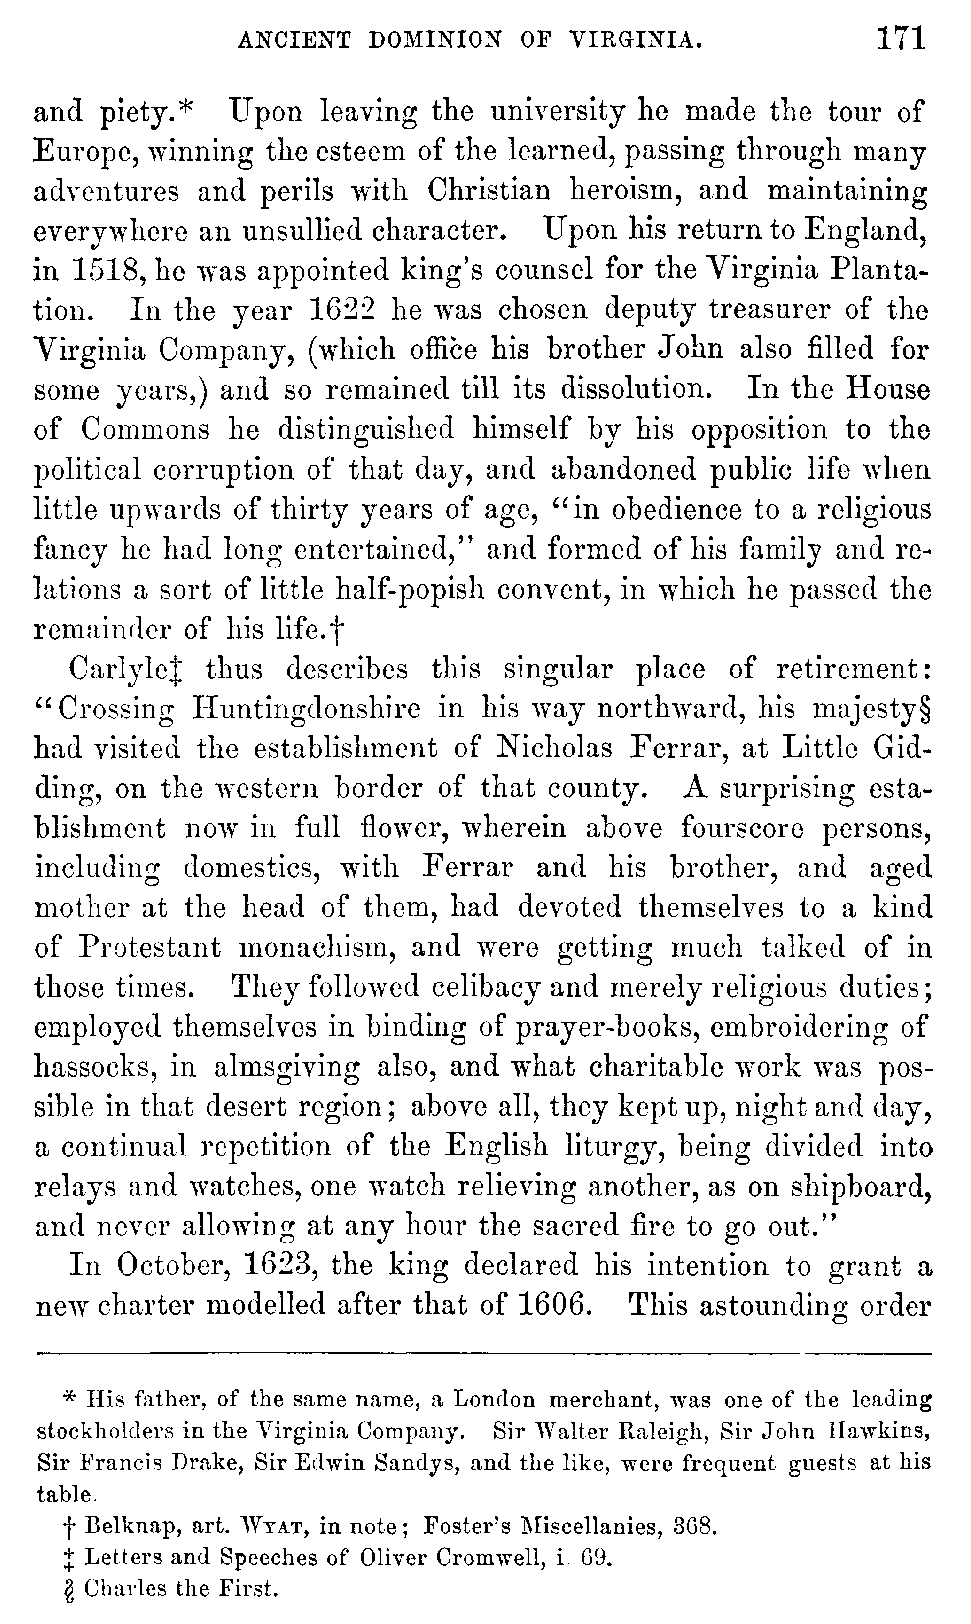 ANCIENT DOMINION OF VIRGINIA. 171
and piety.* Upon leaving the university he made the tour of
Europe, winning the esteem of the learned, passing through many
adventures and perils with Christian heroism, and maintaining
everywhere an unsullied character. Upon his return to England,
in 1518, he was appointed king's counsel for the Virginia Planta-
tion. In the year 1622 he was chosen deputy treasurer of the
Virginia Company, (which office his brother John also filled for
some years,) and so remained till its dissolution. In the House
of Commons he distinguished himself by his opposition to the
political corruption of that day, and abandoned public life when
little upwards of thirty years of age, "in obedience to a religious
fancy he had long entertained," and formed of his family and re-
lations a sort of little half-popish convent, in which he passed the
remainder of his life.†
Carlyle‡ thus describes this singular place of retirement:
"Crossing Huntingdonshire in his way northward, his majesty§
had visited the establishment of Nicholas Ferrar, at Little Gid-
ding, on the western border of that county. A surprising esta-
blishment now in full flower, wherein above fourscore persons,
including domestics, with Ferrar and his brother, and aged
mother at the head of them, had devoted themselves to a kind
of Protestant monachism, and were getting much talked of in
those times. They followed celibacy and merely religious duties;
employed themselves in binding of prayer-books, embroidering of
hassocks, in almsgiving also, and what charitable work was pos-
sible in that desert region; above all, they kept up, night and day,
a continual repetition of the English liturgy, being divided into
relays and watches, one watch relieving another, as on shipboard,
and never allowing at any hour the sacred fire to go out."
In October, 1623, the king declared his intention to grant a
new charter modelled after that of 1606. This astounding order
* His father, of the same name, a London merchant, was one of the leading
stockholders in the Virginia Company. Sir Walter Raleigh, Sir John Hawkins,
Sir Francis Drake, Sir Edwin Sandys, and the like, were frequent guests at his
table.
† Belknap, art. WYAT, in note; Foster's Miscellanies, 368.
‡ Letters and Speeches of Oliver Cromwell, i. 69.
§ Charles the First.